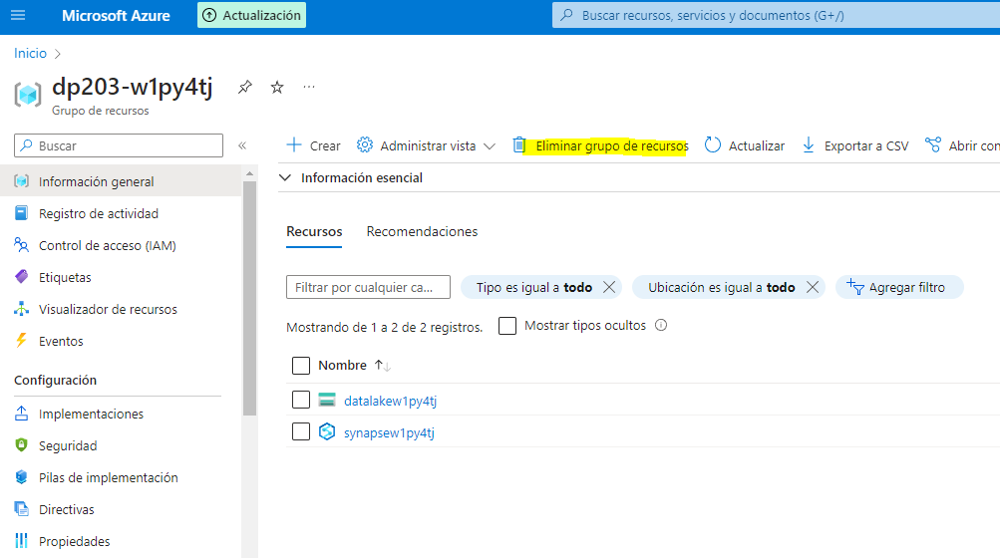 Microsoft Azure
Actualización
Buscar recursos, servicios y documentos (G+/)
Inicio
dp203-w1py4tj
Grupo de recursos
Buscar
Crear
Administrar vista
Eliminar grupo de recursos
Actualizar
Exportar a CSV
Abrir con
Información esencial
Información general
Registro de actividad
Control de acceso (IAM)
Etiquetas
Visualizador de recursos
Eventos
Configuración
Implementaciones
Seguridad
Pilas de implementación
Directivas
Propiedades
Recursos
Recomendaciones
Filtrar por cualquier ca...
Tipo es igual a todo
Ubicación es igual a todo
Agregar filtro
Mostrando de 1 a 2 de 2 registros.
Mostrar tipos ocultos
Nombre
datalakew1py4tj
synapsew1py4tj